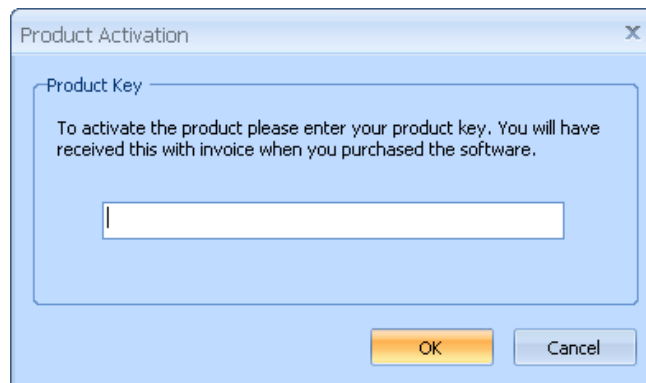 Product Activation
Product Key
To activate the product please enter your product key. You will have
received this with invoice when you purchased the software.
OK
Cancel